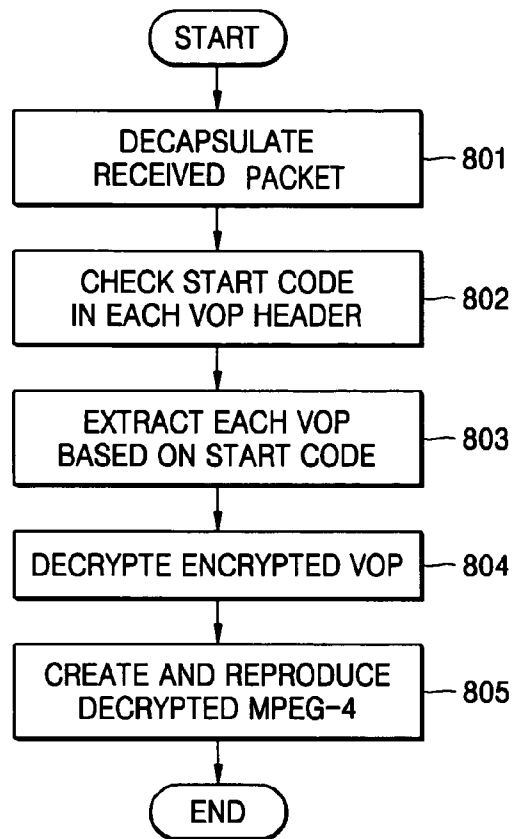 START
DECAPSULATE
RECEIVED PACKET
801
CHECK START CODE
IN EACH VOP HEADER
802
EXTRACT EACH VOP
BASED ON START CODE
803
DECRYPTE ENCRYPTED VOP
804
CREATE AND REPRODUCE
DECRYPTED MPEG-4
805
END